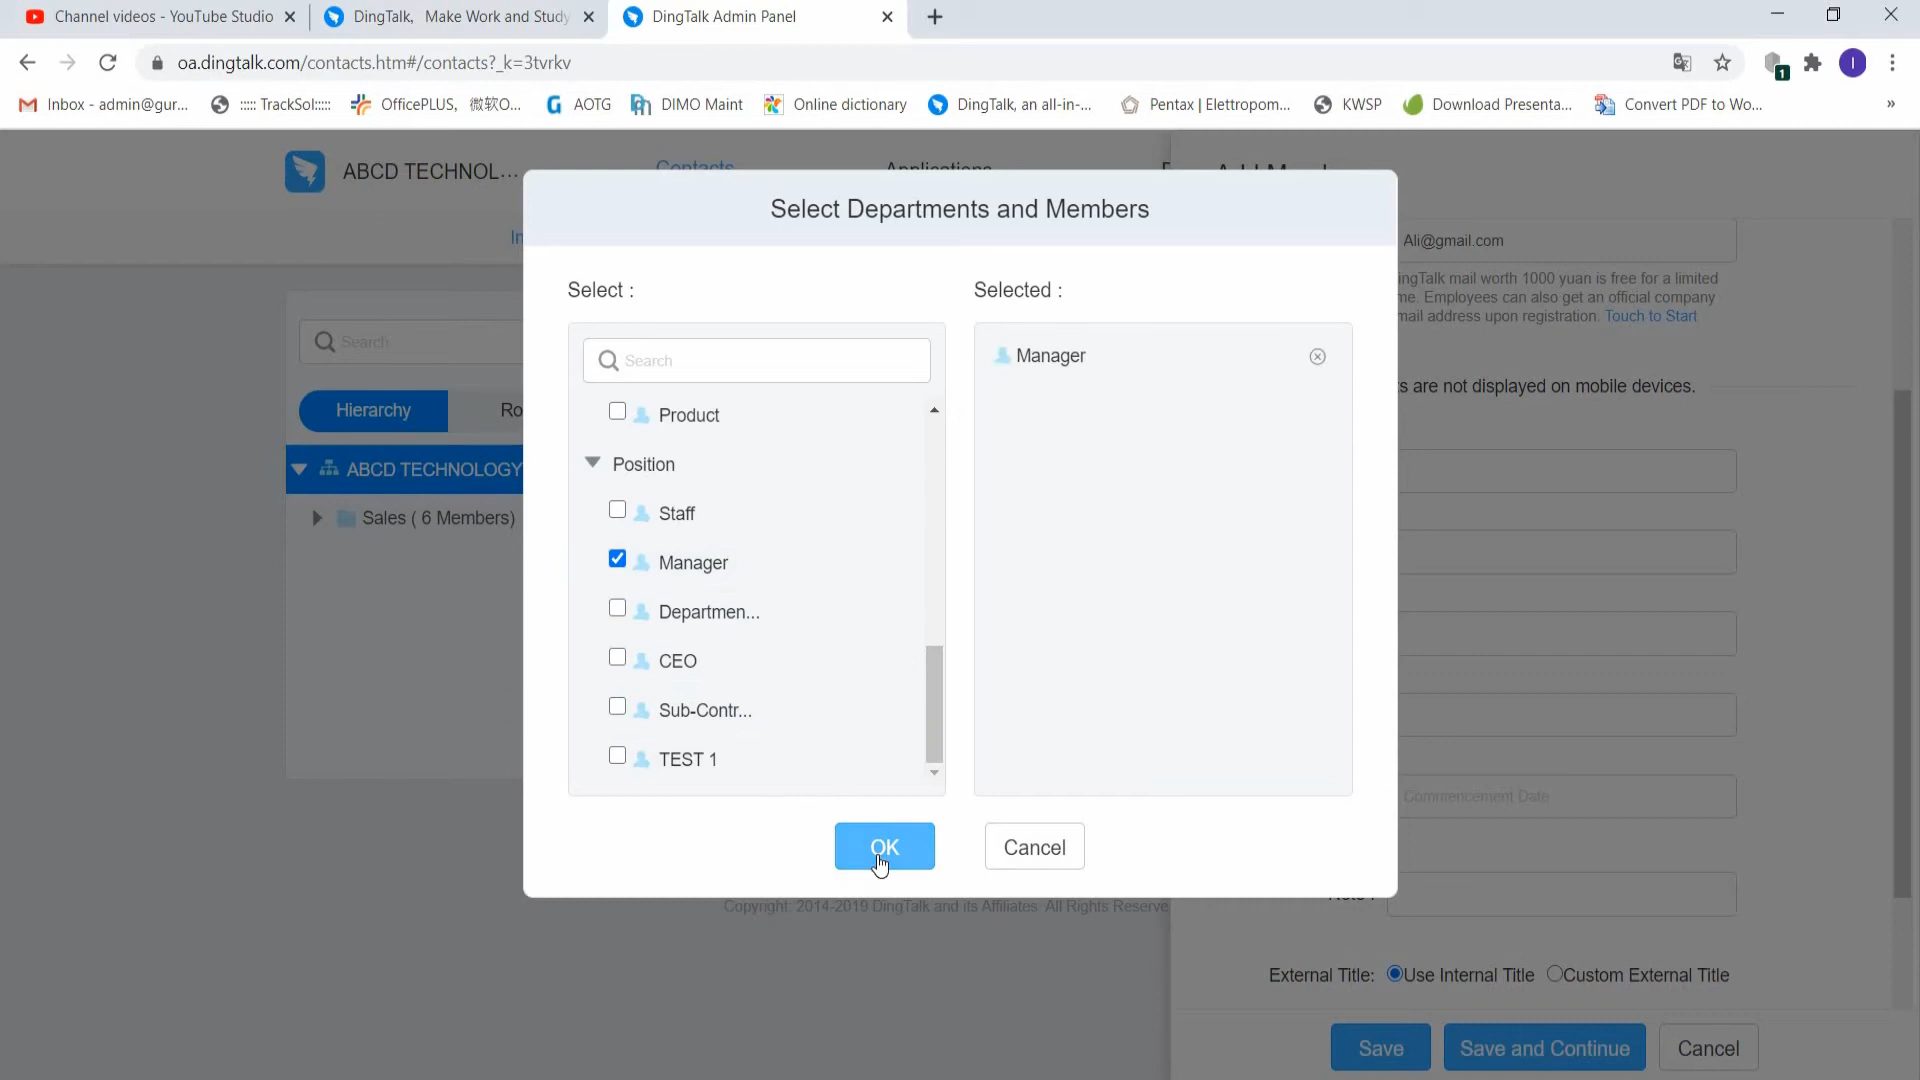 Channel videos - YouTube Studio
DingTalk, Make Work and Study
DingTalk Admin Panel
oa.dingtalk.com/contacts.htm#/contacts?_k=3tvrkv
Inbox - admin@gur...
::::: TrackSol:::::
OfficePLUS, 微软O...
AOTG
DIMO Maint
Online dictionary
DingTalk, an all-in-...
Pentax | Elettropom...
KWSP
Download Presenta...
Convert PDF to Wo...
»
1
I
ABCD TECHNOL...
Contacts
Applications
Select Departments and Members
Ali@gmail.com
ingTalk mail worth 1000 yuan is free for a limited
me. Employees can also get an official company
mail address upon registration. Touch to Start
Select :
Selected :
Search
Search
Manager
Hierarchy
Ro
Product
s are not displayed on mobile devices.
ABCD TECHNOLOGY
Position
Sales ( 6 Members)
Staff
Manager
Departmen...
CEO
Sub-Contr...
TEST 1
Commencement Date
OK
Cancel
Copyright: 2014-2019 DingTalk and its Affiliates. All Rights Reserve
External Title:
Use Internal Title
Custom External Title
Save
Save and Continue
Cancel